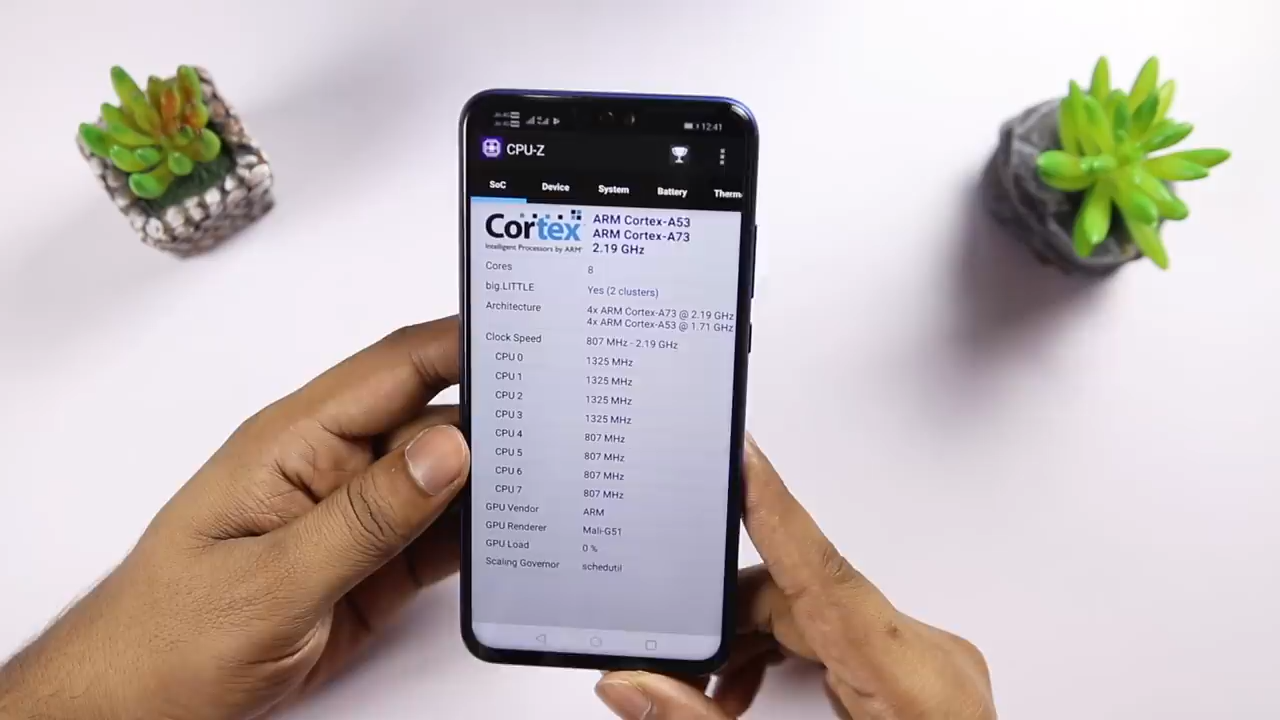 12:41
CPU-Z
SoC Device System Battery Therm
Cortex
Intelligent Processors by ARM
ARM Cortex-A53
ARM Cortex-A73
2.19 GHz
Cores 8
big.LITTLE Yes (2 clusters)
Architecture 4x ARM Cortex-A73 @ 2.19 GHz
4x ARM Cortex-A53 @ 1.71 GHz
Clock Speed 807 MHz - 2.19 GHz
CPU 0 1325 MHz
CPU 1 1325 MHz
CPU 2 1325 MHz
CPU 3 1325 MHz
CPU 4 807 MHz
CPU 5 807 MHz
CPU 6 807 MHz
CPU 7 807 MHz
GPU Vendor ARM
GPU Renderer Mali-G51
GPU Load 0 %
Scaling Governor schedutil